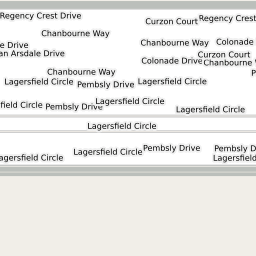 Regency Crest Drive
Curzon Court
Regency Crest
Chanbourne Way
Chanbourne Way
Colonade
e Drive
an Arsdale Drive
Curzon Court
Colonade Drive
Chanbourne
Chanbourne Way
P
Lagersfield Circle
Pembsly Drive
Lagersfield Circle
field Circle
Pembsly Drive
Lagersfield Circle
Lagersfield Circle
Lagersfield Circle
Lagersfield Circle
Pembsly Drive
Pembsly D
agersfield Circle
Lagersfield